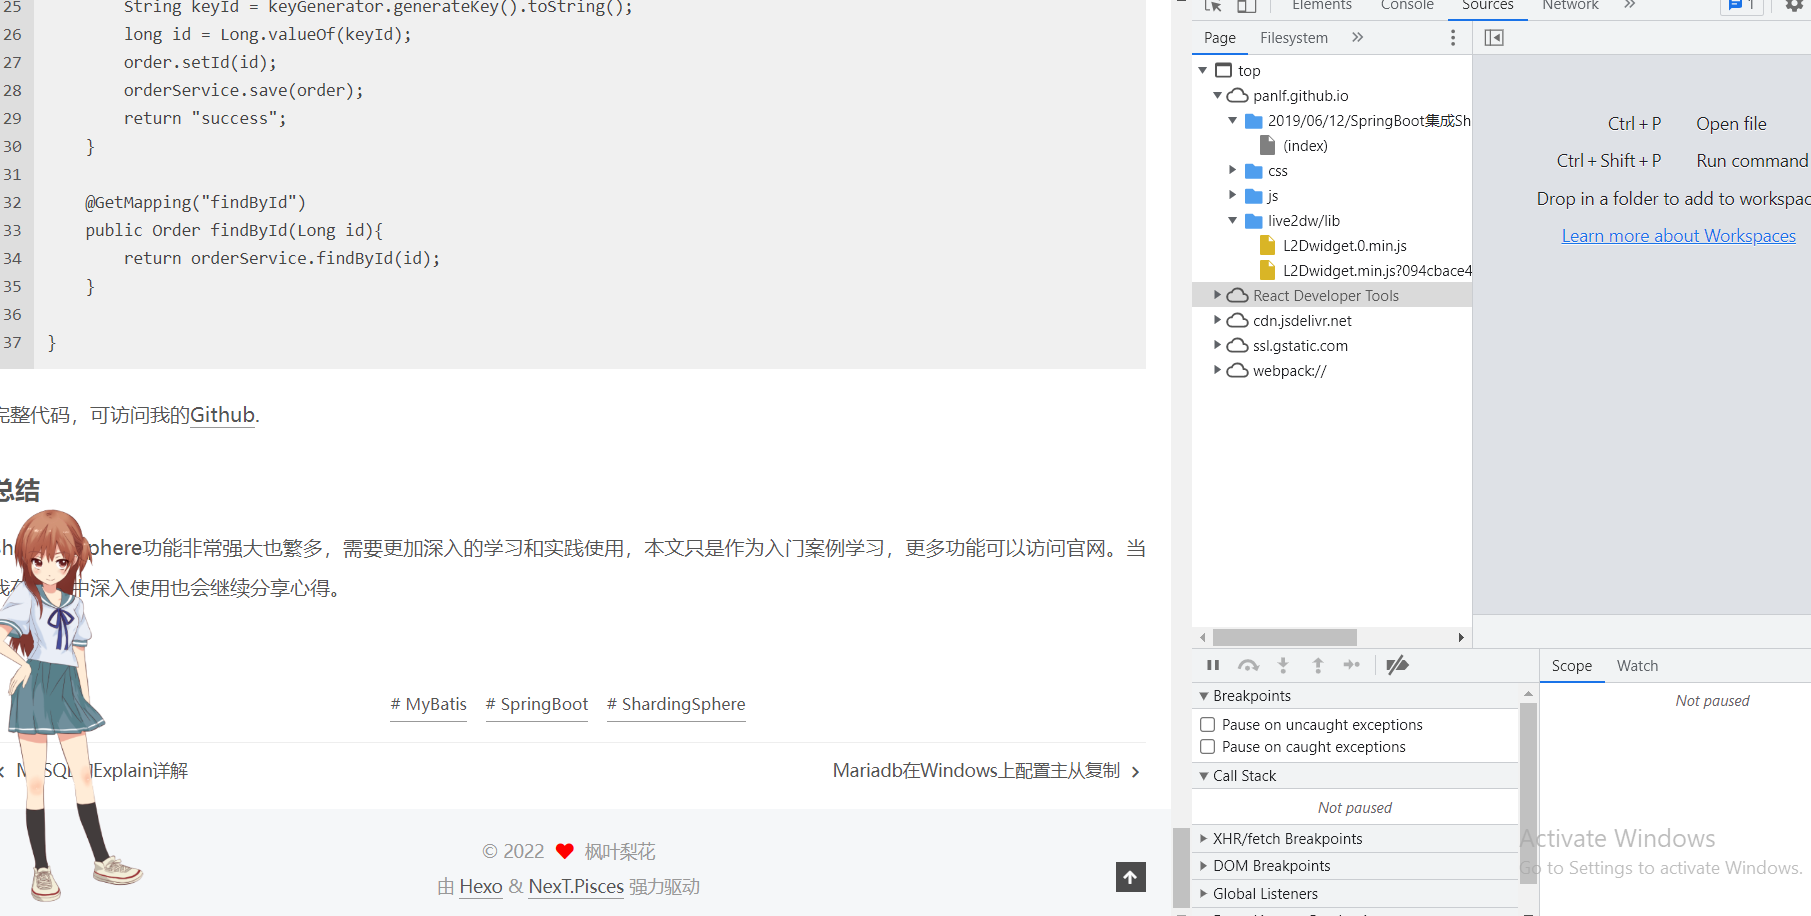 25 String keyId = keyGenerator.generateKey().toString();
26 long id = Long.valueOf(keyId);
27 order.setId(id);
28 orderService.save(order);
29 return "success";
30 }
31
32 @GetMapping("findById")
33 public Order findById(Long id){
34 return orderService.findById(id);
35 }
36
37 }
完整代码，可访问我的Github.
总结
phere功能非常强大也繁多，需要更加深入的学习和实践使用，本文只是作为入门案例学习，更多功能可以访问官网。当
中深入使用也会继续分享心得。
# MyBatis # SpringBoot # ShardingSphere
Explain详解
Mariadb在Windows上配置主从复制
© 2022 枫叶梨花
由 Hexo & NexT.Pisces 强力驱动
Elements Console Sources Network » 1
Page Filesystem »
top
panlf.github.io
2019/06/12/SpringBoot集成Sh
(index)
css
js
live2dw/lib
L2Dwidget.0.min.js
L2Dwidget.min.js?094cbace4
React Developer Tools
cdn.jsdelivr.net
ssl.gstatic.com
webpack://
Ctrl + P Open file
Ctrl + Shift + P Run command
Drop in a folder to add to workspac
Learn more about Workspaces
Breakpoints
Pause on uncaught exceptions
Pause on caught exceptions
Call Stack
Not paused
XHR/fetch Breakpoints
DOM Breakpoints
Global Listeners
Scope Watch
Not paused
Activate Windows
Go to Settings to activate Windows.